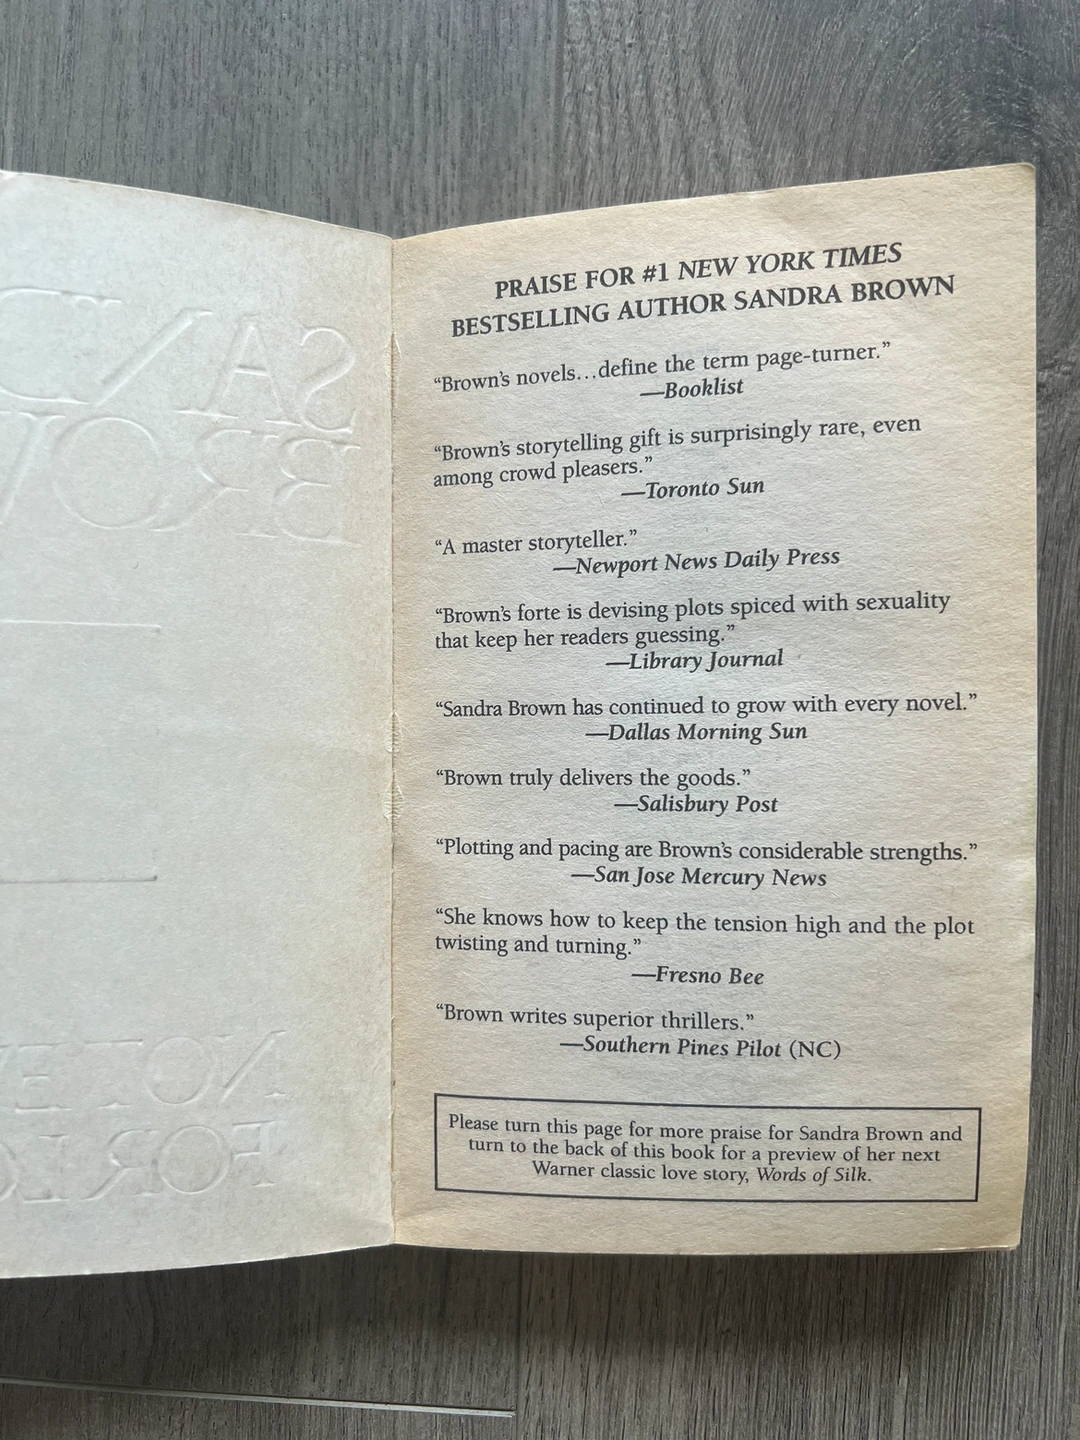 PRAISE FOR #1 NEW YORK TIMES
BESTSELLING AUTHOR SANDRA BROWN
“Brown’s novels…define the term page-turner.”
—Booklist
“Brown’s storytelling gift is surprisingly rare, even
among crowd pleasers.”
—Toronto Sun
“A master storyteller.”
—Newport News Daily Press
“Brown’s forte is devising plots spiced with sexuality
that keep her readers guessing.”
—Library Journal
“Sandra Brown has continued to grow with every novel.”
—Dallas Morning Sun
“Brown truly delivers the goods.”
—Salisbury Post
“Plotting and pacing are Brown’s considerable strengths.”
—San Jose Mercury News
“She knows how to keep the tension high and the plot
twisting and turning.”
—Fresno Bee
“Brown writes superior thrillers.”
—Southern Pines Pilot (NC)
Please turn this page for more praise for Sandra Brown and
turn to the back of this book for a preview of her next
Warner classic love story, Words of Silk.